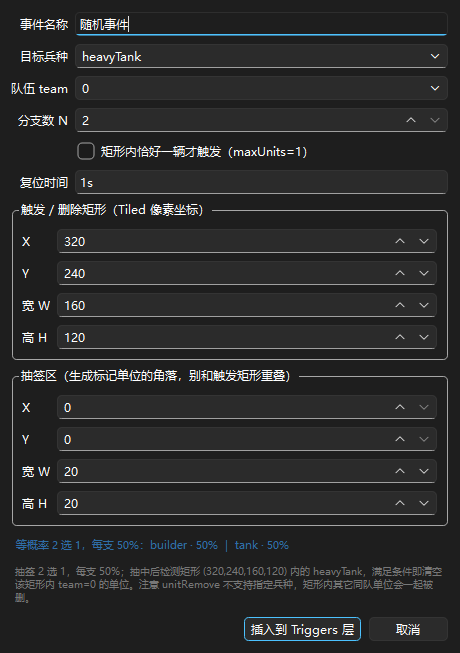 事件名称 随机事件
目标兵种 heavyTank
队伍 team 0
分支数 N 2
矩形内恰好一辆才触发（maxUnits=1）
复位时间 1s
触发 / 删除矩形（Tiled 像素坐标）
X 320
Y 240
宽 W 160
高 H 120
抽签区（生成标记单位的角落，别和触发矩形重叠）
X 0
Y 0
宽 W 20
高 H 20
等概率 2 选 1，每支 50%：builder · 50% | tank · 50%
抽签 2 选 1，每支 50%；抽中后检测矩形 (320,240,160,120) 内的 heavyTank，满足条件即清空
该矩形内 team=0 的单位。注意 unitRemove 不支持指定兵种，矩形内其它同队单位会一起被
删。
插入到 Triggers 层 取消